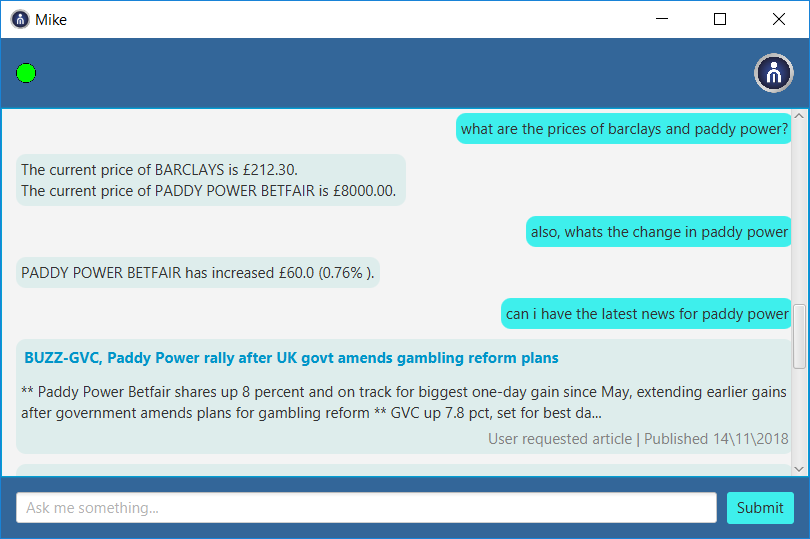 Mike
what are the prices of barclays and paddy power?
The current price of BARCLAYS is £212.30.
The current price of PADDY POWER BETFAIR is £8000.00.
also, whats the change in paddy power
PADDY POWER BETFAIR has increased £60.0 (0.76% ).
can i have the latest news for paddy power
BUZZ-GVC, Paddy Power rally after UK govt amends gambling reform plans
** Paddy Power Betfair shares up 8 percent and on track for biggest one-day gain since May, extending earlier gains
after government amends plans for gambling reform ** GVC up 7.8 pct, set for best da...
User requested article | Published 14\11\2018
Ask me something...
Submit